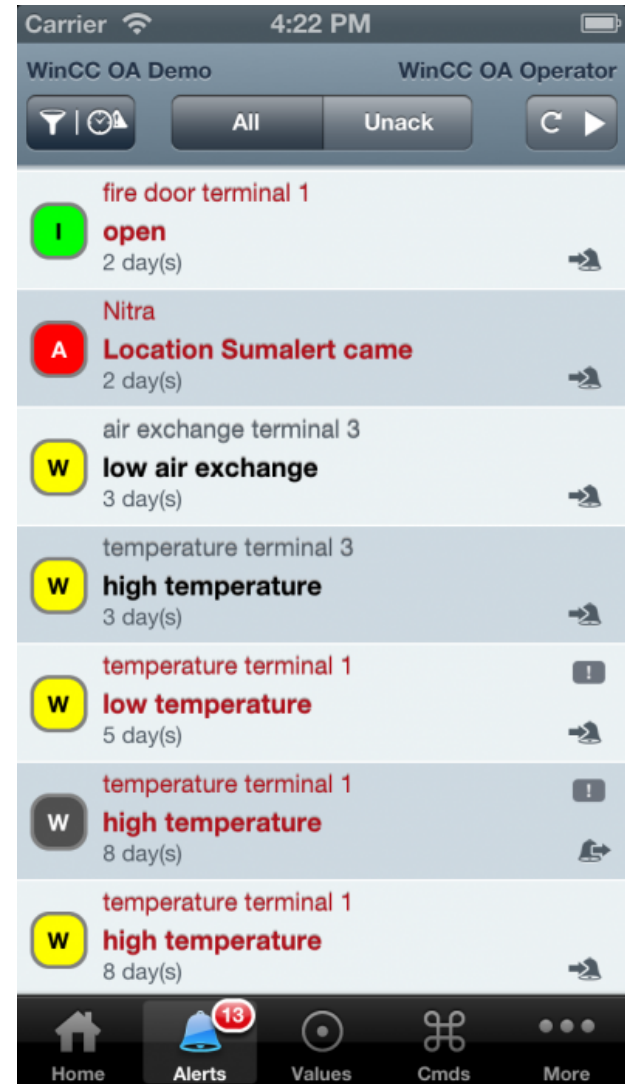 Carrier 4:22 PM
WinCC OA Demo WinCC OA Operator
All Unack
fire door terminal 1
I open
2 day(s)
Nitra
A Location Sumalert came
2 day(s)
air exchange terminal 3
W low air exchange
3 day(s)
temperature terminal 3
W high temperature
3 day(s)
temperature terminal 1 !
W low temperature
5 day(s)
temperature terminal 1 !
W high temperature
8 day(s)
temperature terminal 1
W high temperature
8 day(s)
13
Home Alerts Values Cmds More